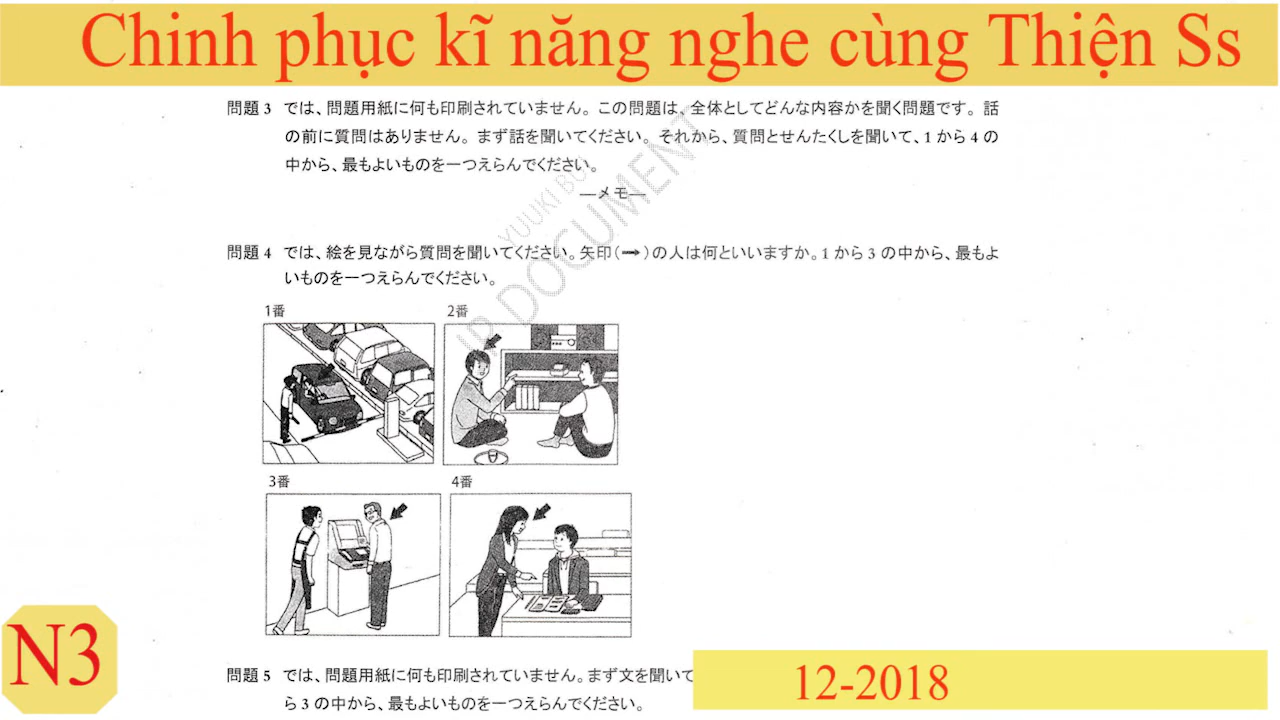 Chinh phục kĩ năng nghe cùng Thiện Ss
問題 3 では、問題用紙に何も印刷されていません。この問題は、全体としてどんな内容かを聞く問題です。話
の前に質問はありません。まず話を聞いてください。それから、質問とせんたくしを聞いて、1 から 4 の
中から、最もよいものを一つえらんでください。
―メモ―
YUUKI BUI
JP DOCUMENT
問題 4 では、絵を見ながら質問を聞いてください。矢印(➞)の人は何といいますか。1 から 3 の中から、最もよ
いものを一つえらんでください。
1番
2番
3番
4番
問題 5 では、問題用紙に何も印刷されていません。まず文を聞いて
ら 3 の中から、最もよいものを一つえらんでください。
N3
12-2018